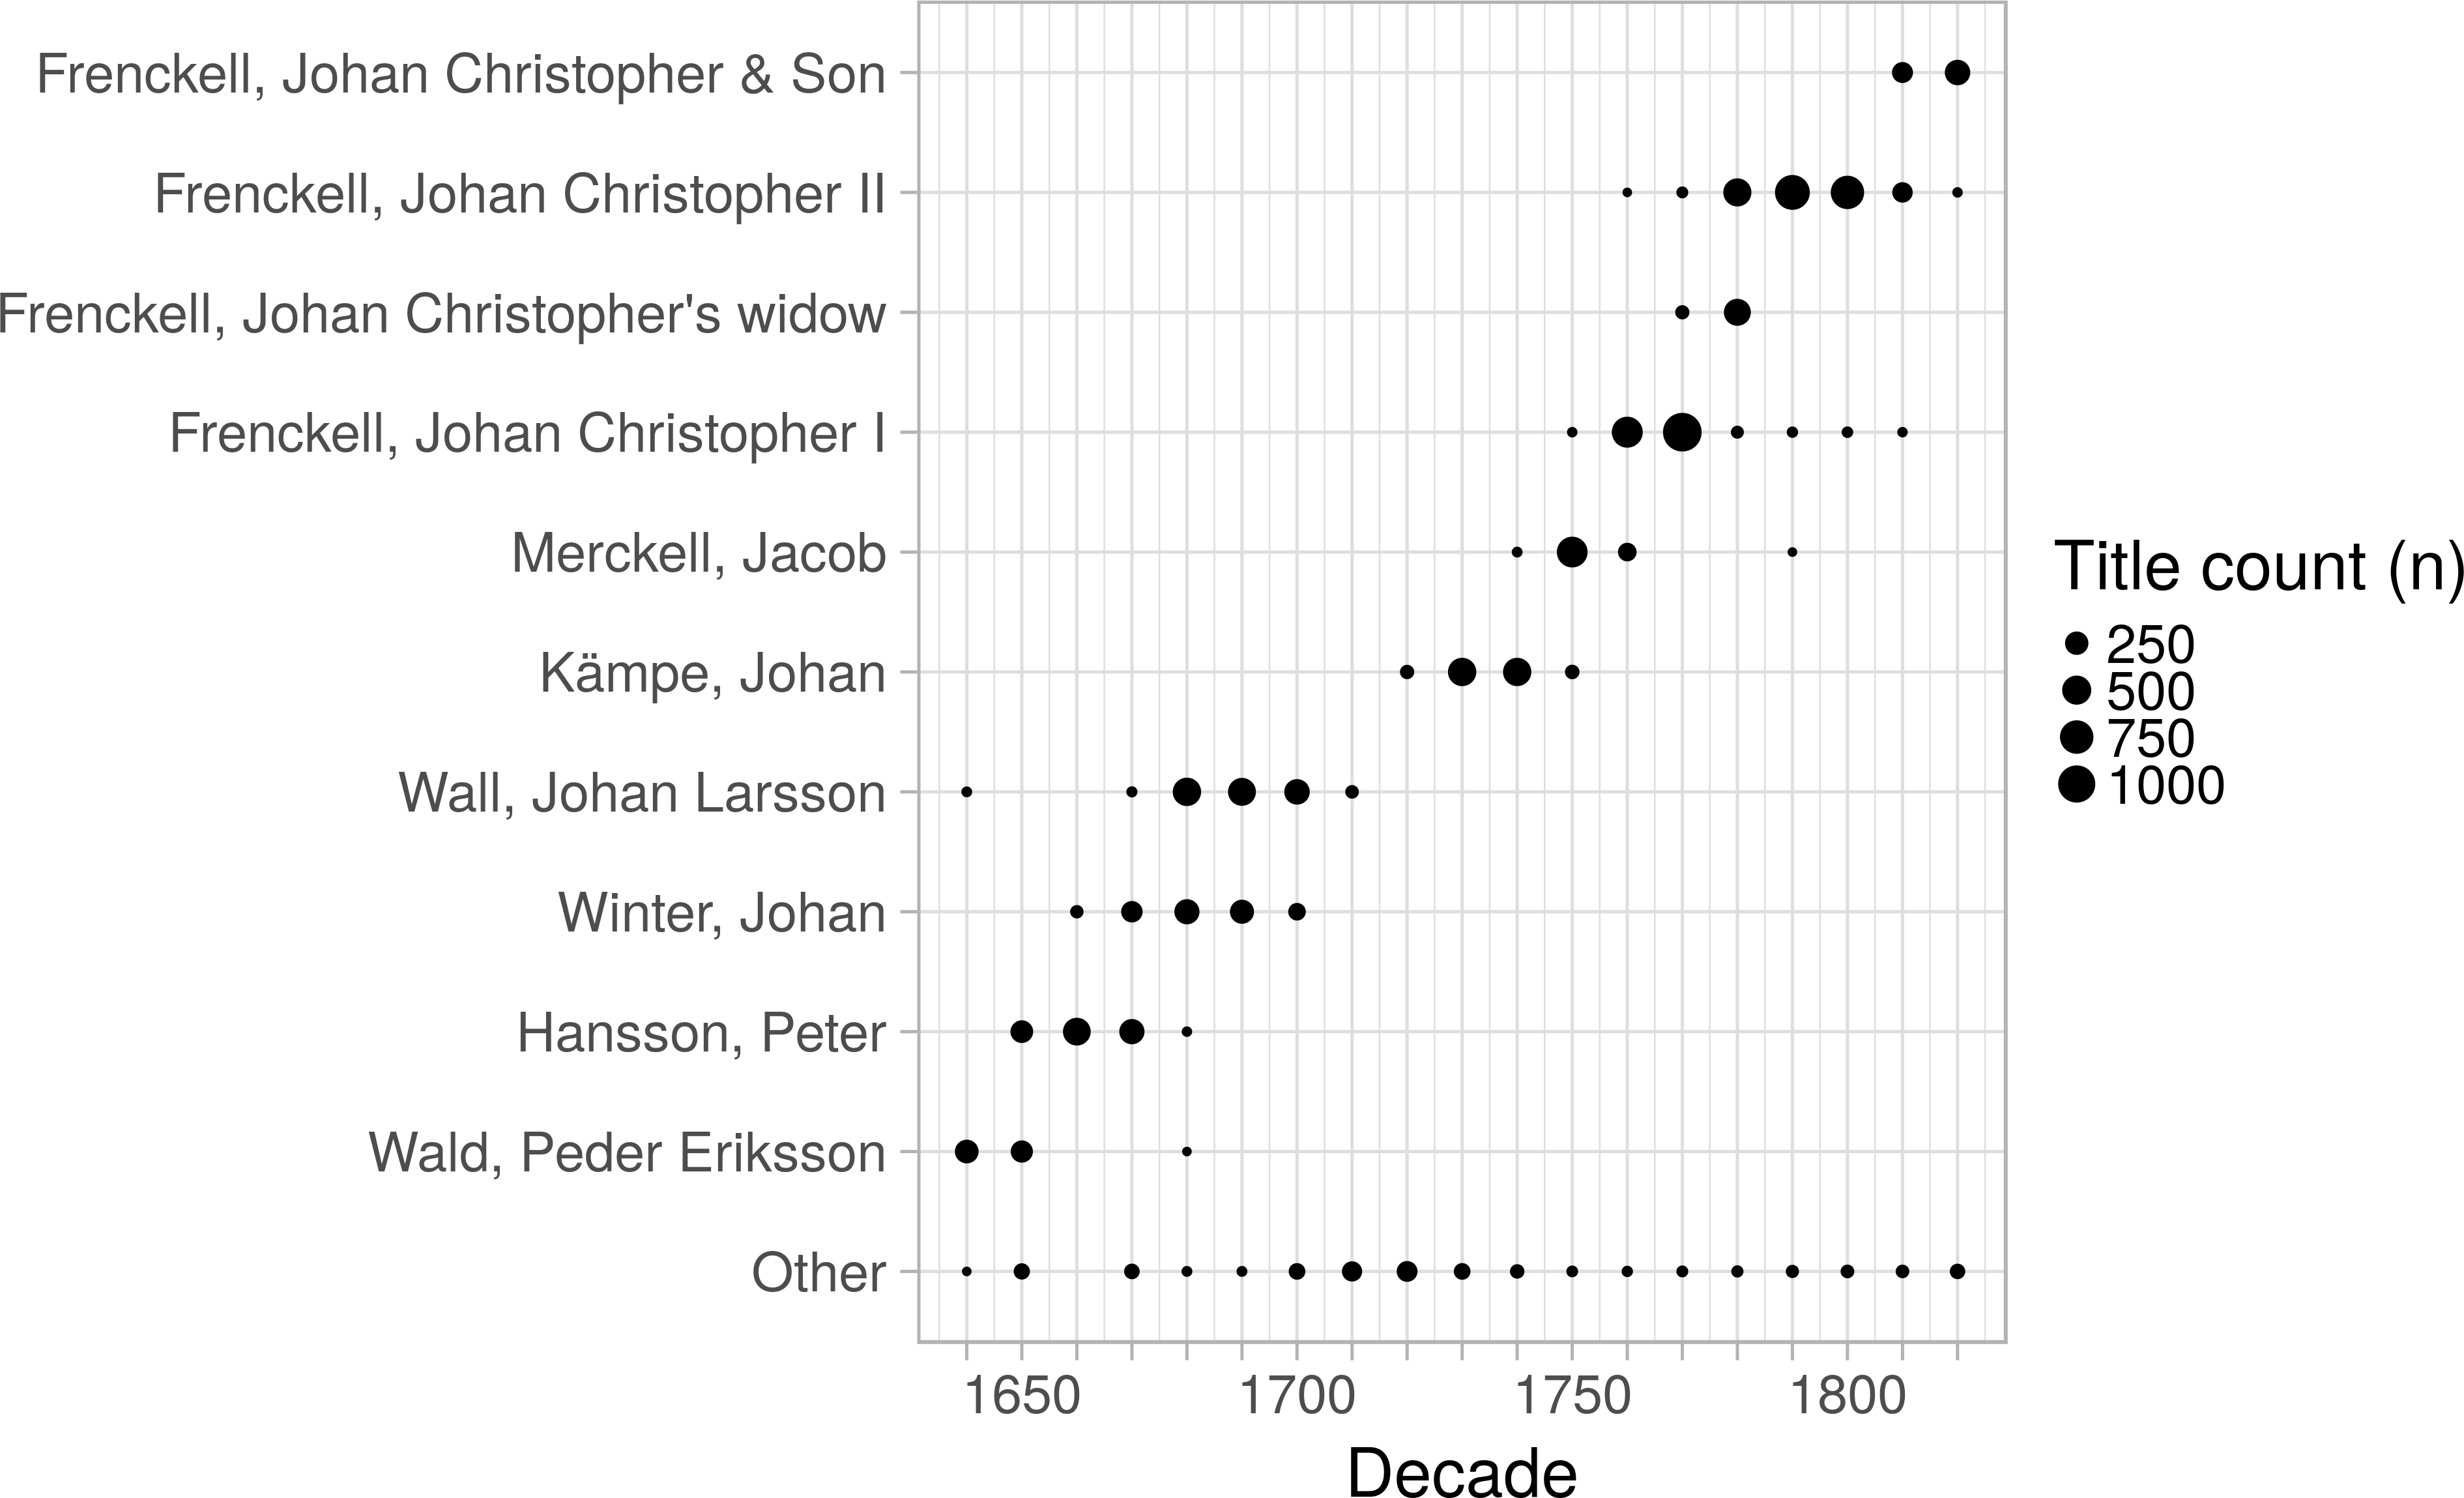 Frenckell, Johan Christopher & Son
Frenckell, Johan Christopher II
Frenckell, Johan Christopher's widow
Frenckell, Johan Christopher I
Merckell, Jacob
Kämpe, Johan
Wall, Johan Larsson
Winter, Johan
Hansson, Peter
Wald, Peder Eriksson
Other
1650 1700 1750 1800
Decade
Title count (n)
250
500
750
1000